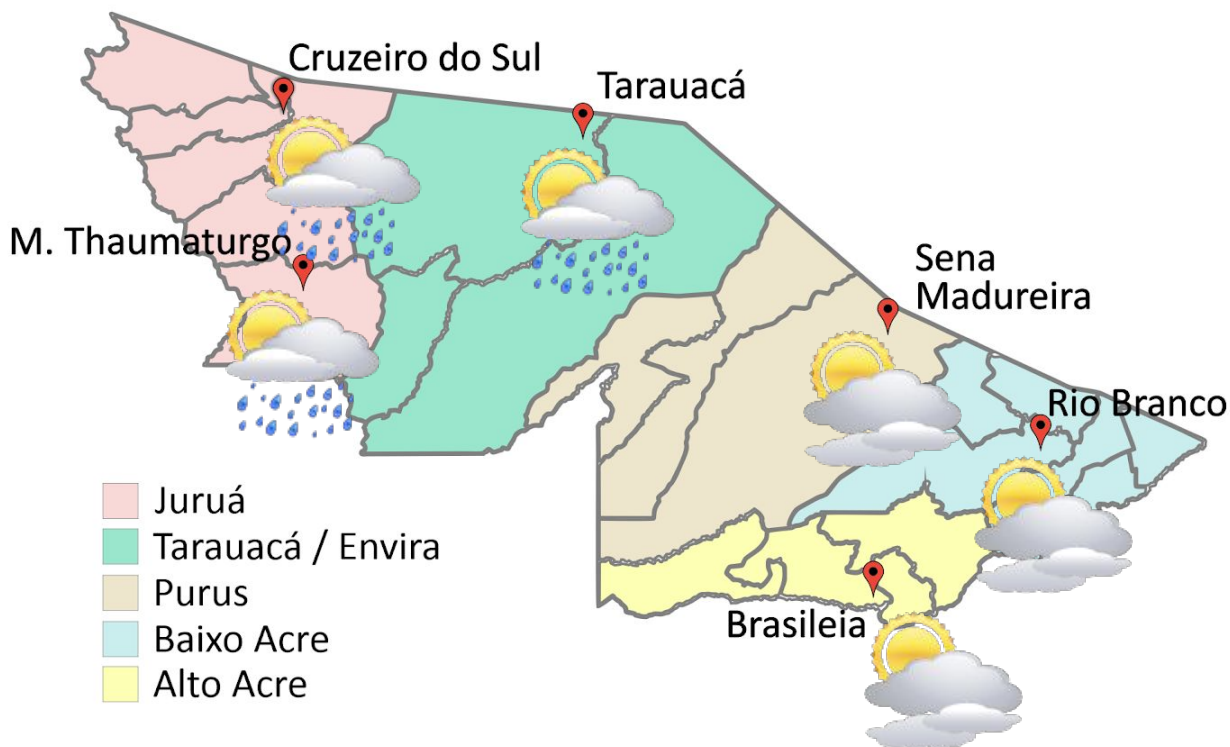 Cruzeiro do Sul
Tarauacá
M. Thaumaturgo
Sena
Madureira
Rio Branco
Brasileia
Juruá
Tarauacá / Envira
Purus
Baixo Acre
Alto Acre